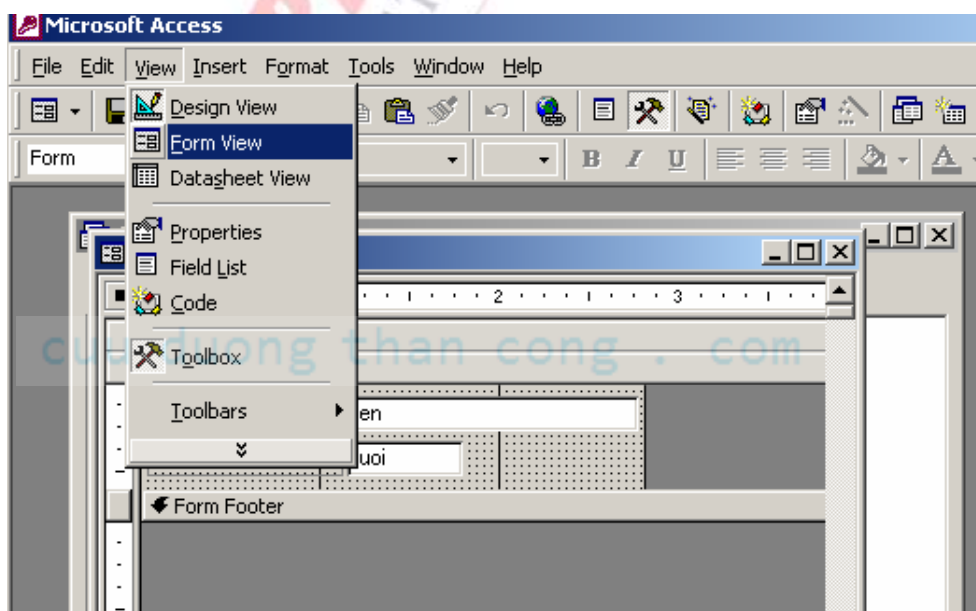 Microsoft Access
File Edit View Insert Format Tools Window Help
Design View
Form View
Datasheet View
Properties
Field List
Code
Toolbox
Toolbars
Form
B I U
A
2 3
en
uoi
Form Footer
cuu duong than cong . com